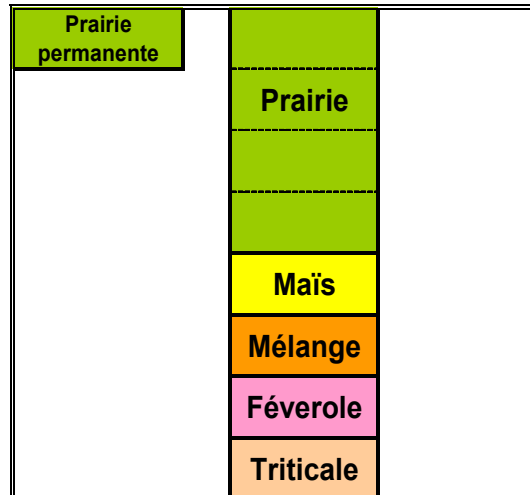 Prairie
permanente
Prairie
Maïs
Mélange
Féverole
Triticale